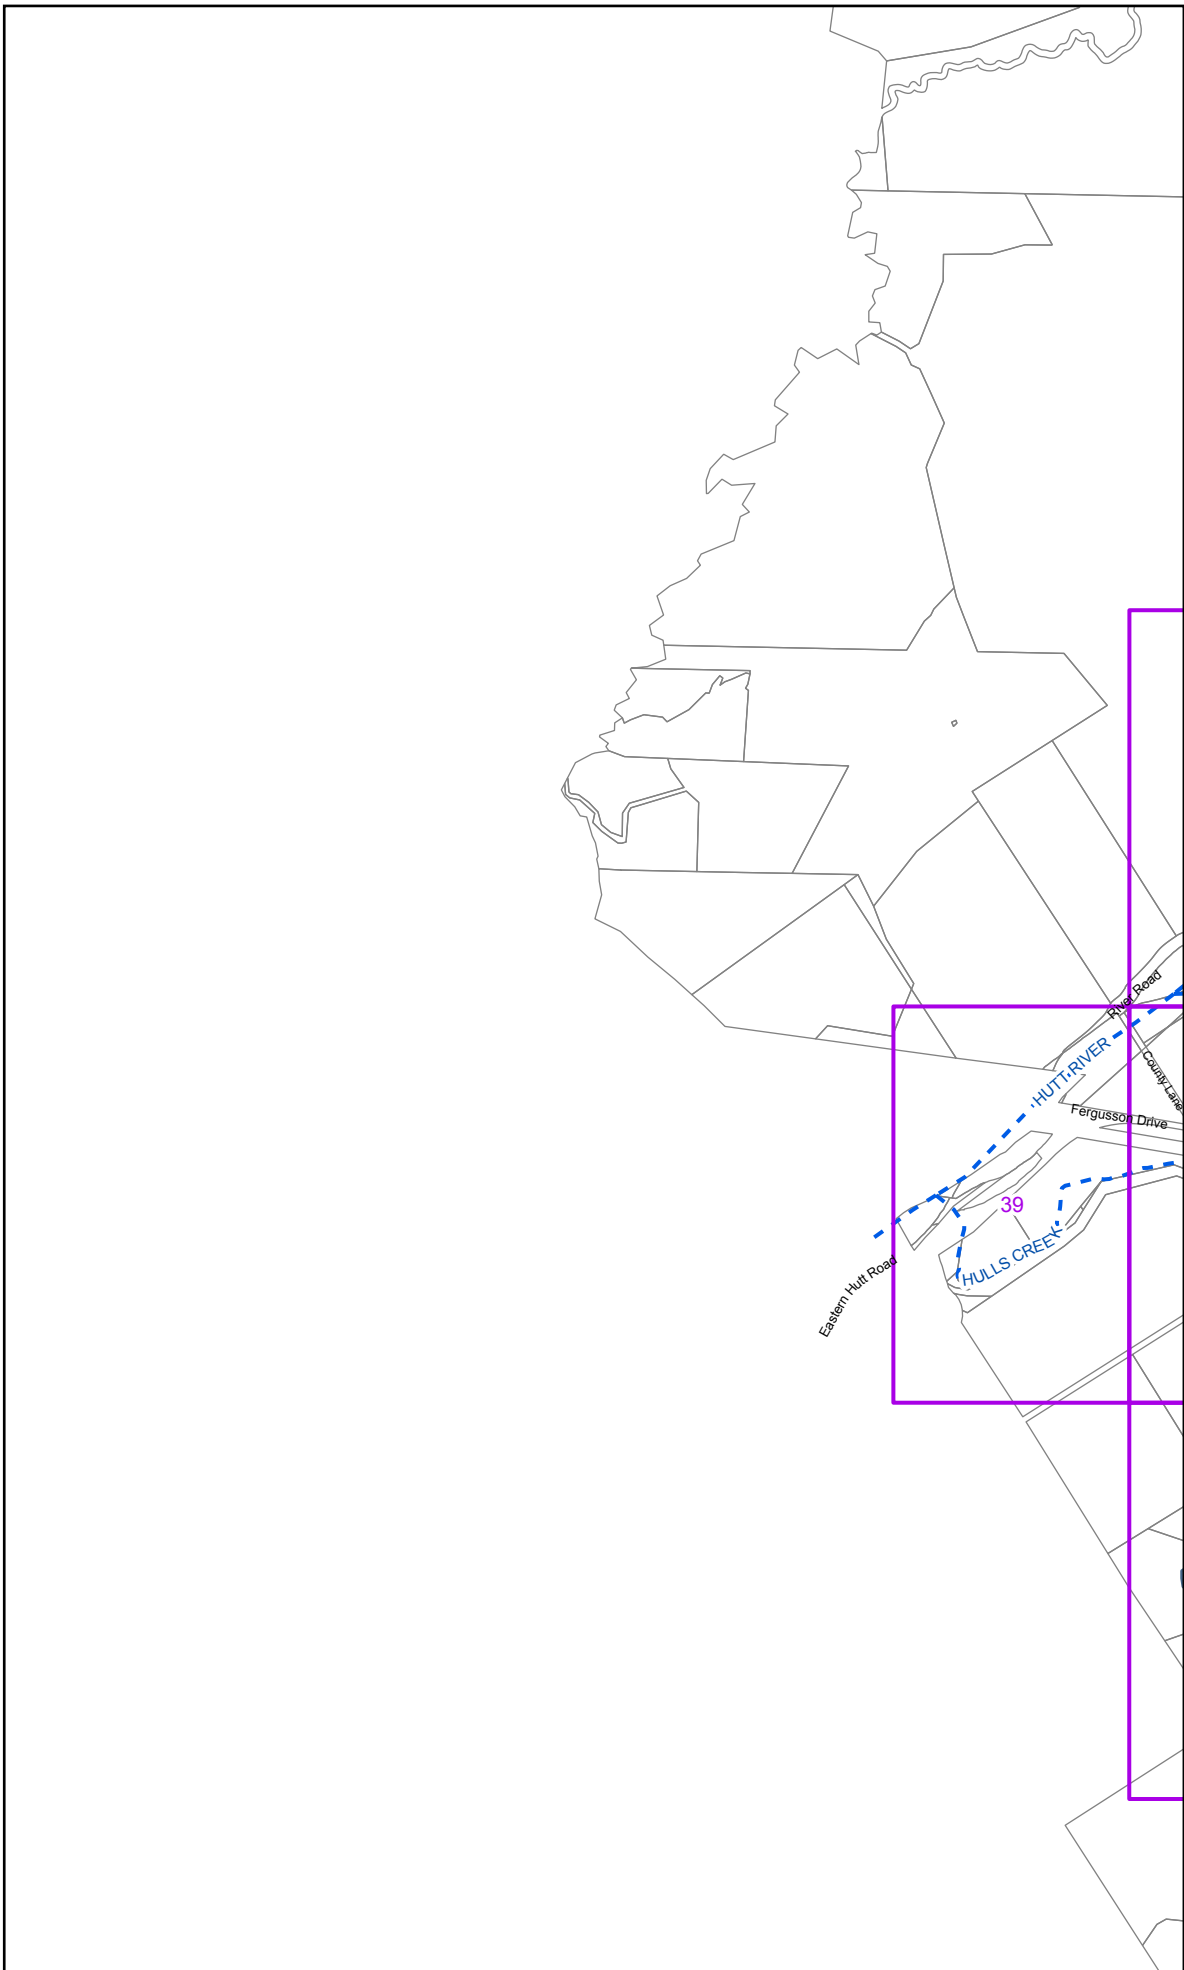 River Road
HUTT RIVER
County Lane
Fergusson Drive
39
HULLS CREEK
Eastern Hutt Road